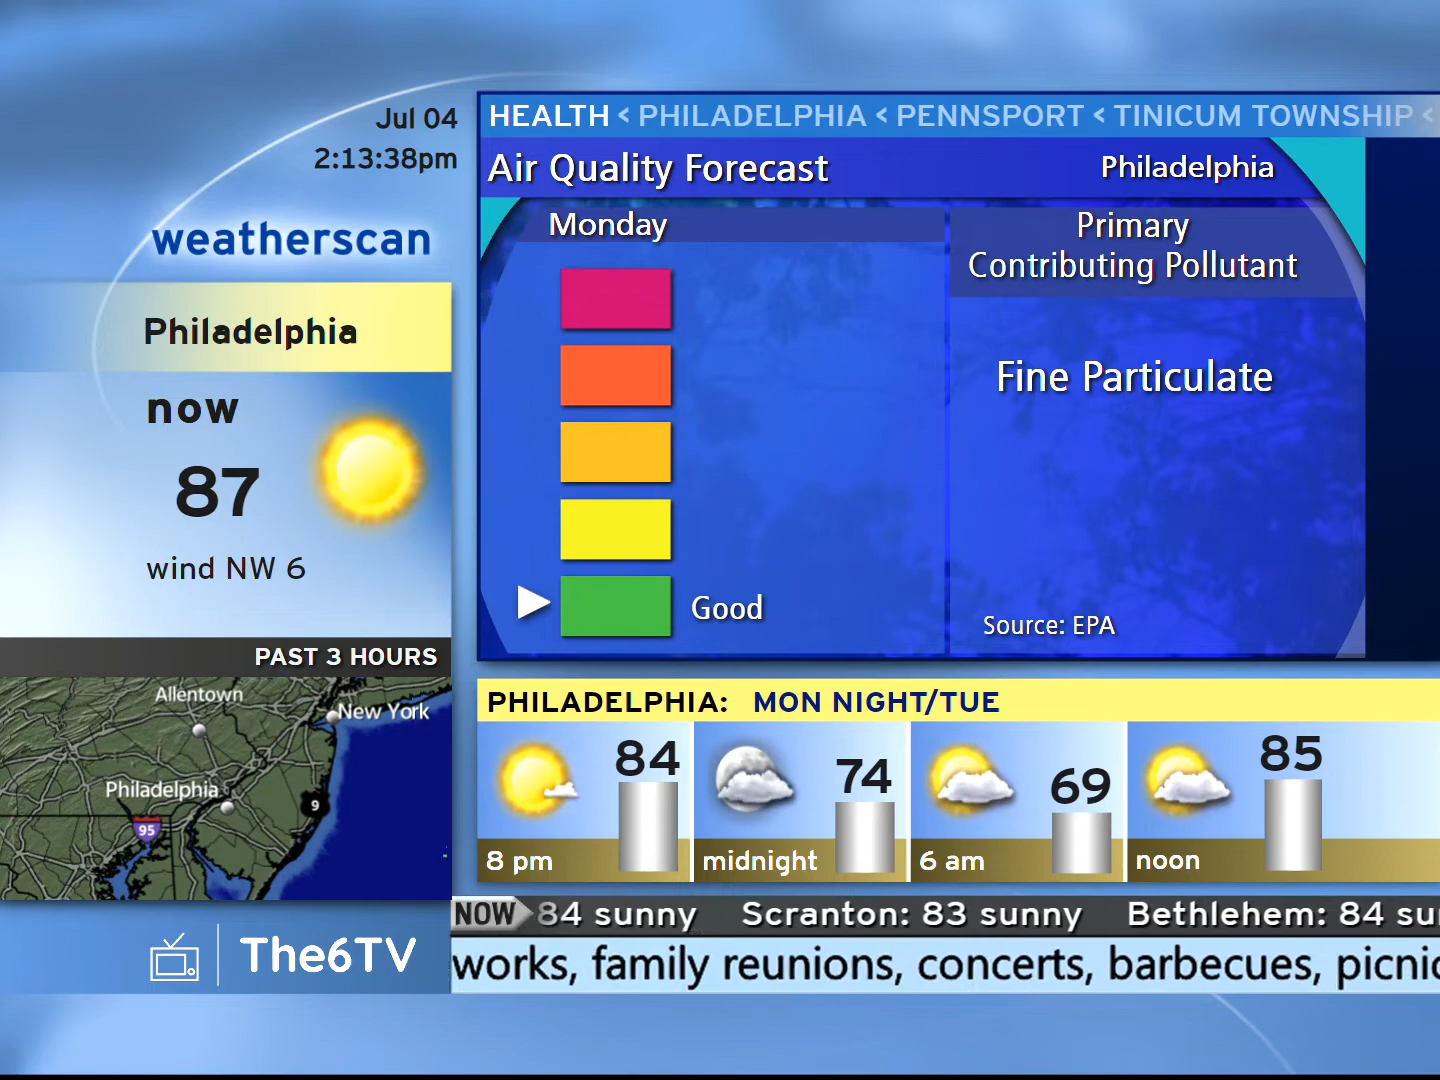 Jul 04
2:13:38pm
weatherscan
Philadelphia
now
87
wind NW 6
PAST 3 HOURS
Allentown
New York
Philadelphia
9
95
The6TV
HEALTH < PHILADELPHIA < PENNSPORT < TINICUM TOWNSHIP <
Air Quality Forecast Philadelphia
Monday
Primary
Contributing Pollutant
Fine Particulate
Good
Source: EPA
PHILADELPHIA: MON NIGHT/TUE
84 74 69 85
8 pm midnight 6 am noon
NOW 84 sunny Scranton: 83 sunny Bethlehem: 84 su
works, family reunions, concerts, barbecues, picnic